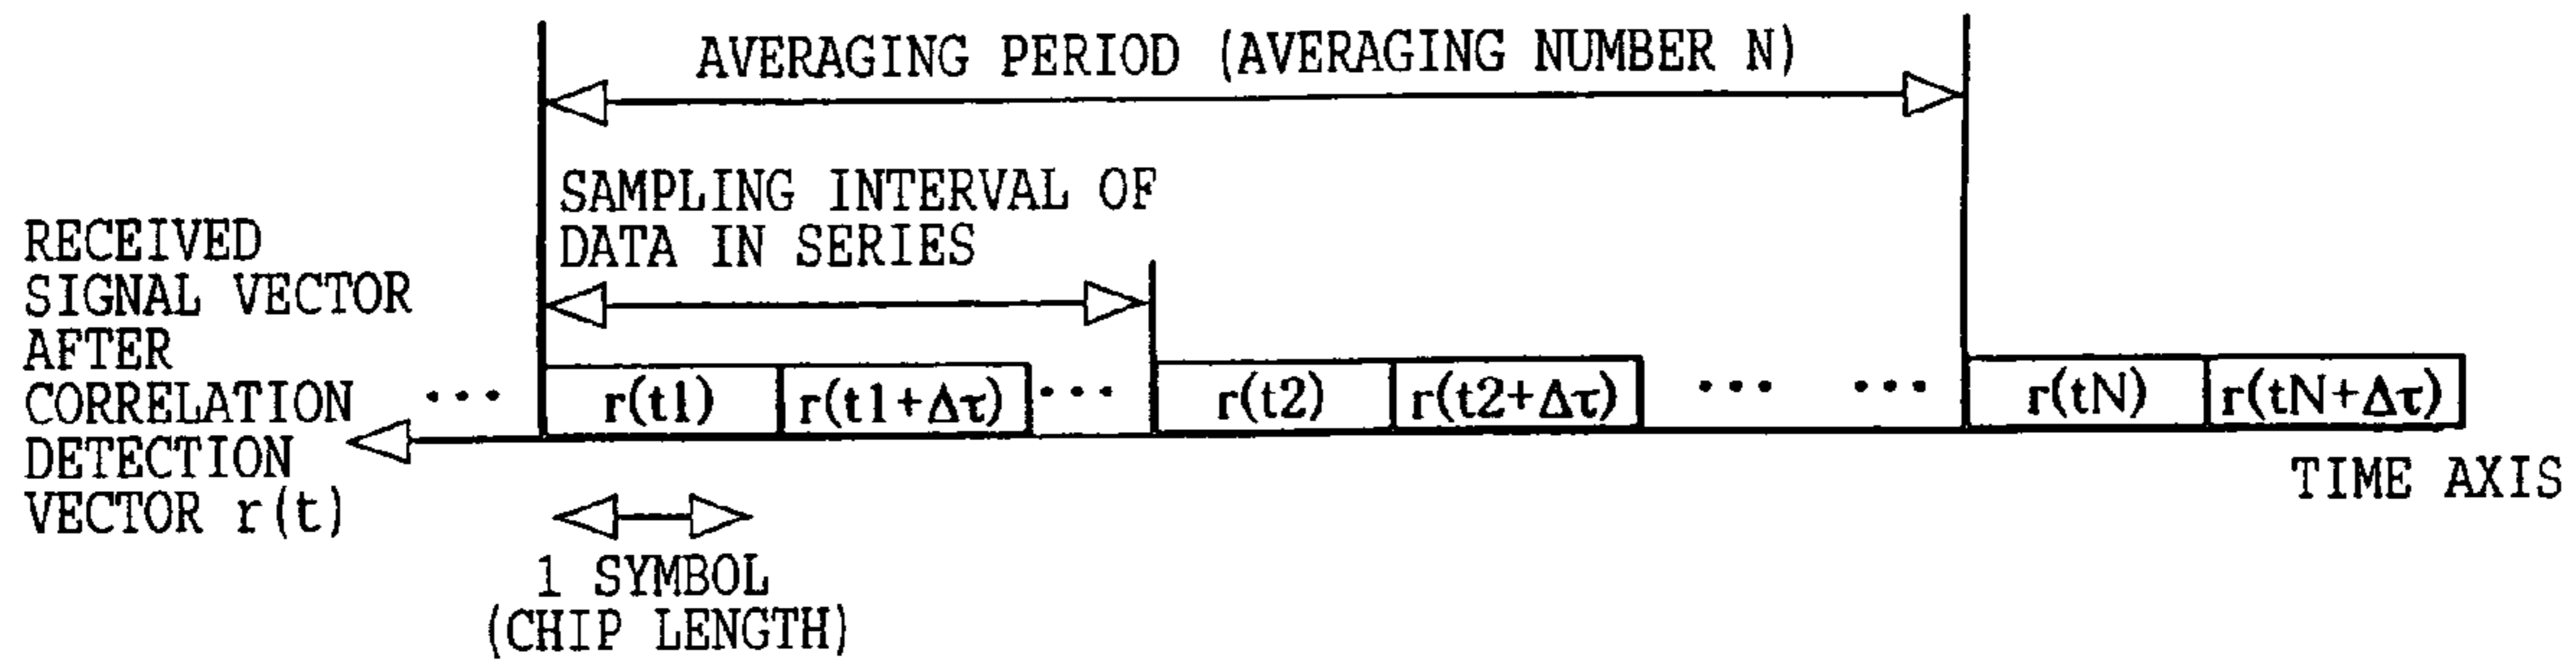 AVERAGING PERIOD (AVERAGING NUMBER N)
SAMPLING INTERVAL OF
DATA IN SERIES
RECEIVED
SIGNAL VECTOR
AFTER
CORRELATION
DETECTION
VECTOR r(t)
... r(t1) r(t1+Δτ) ... r(t2) r(t2+Δτ) ... ... r(tN) r(tN+Δτ)
TIME AXIS
1 SYMBOL
(CHIP LENGTH)